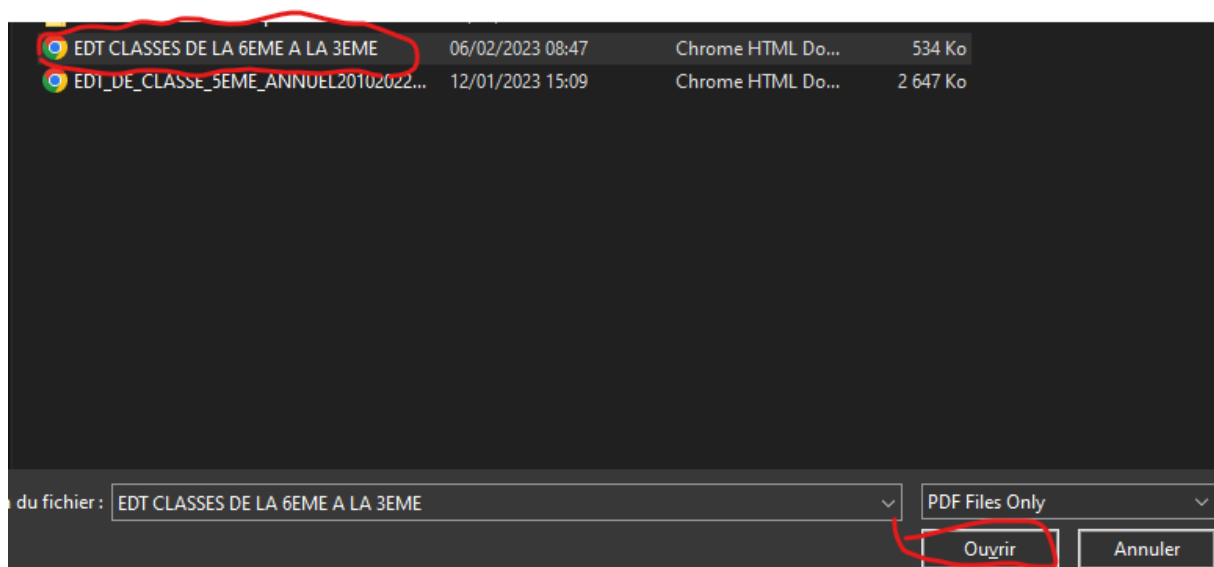 EDT CLASSES DE LA 6EME A LA 3EME 06/02/2023 08:47 Chrome HTML Do... 534 Ko
EDT_DE_CLASSE_5EME_ANNUEL20102022... 12/01/2023 15:09 Chrome HTML Do... 2 647 Ko
du fichier : EDT CLASSES DE LA 6EME A LA 3EME PDF Files Only
Ouvrir Annuler